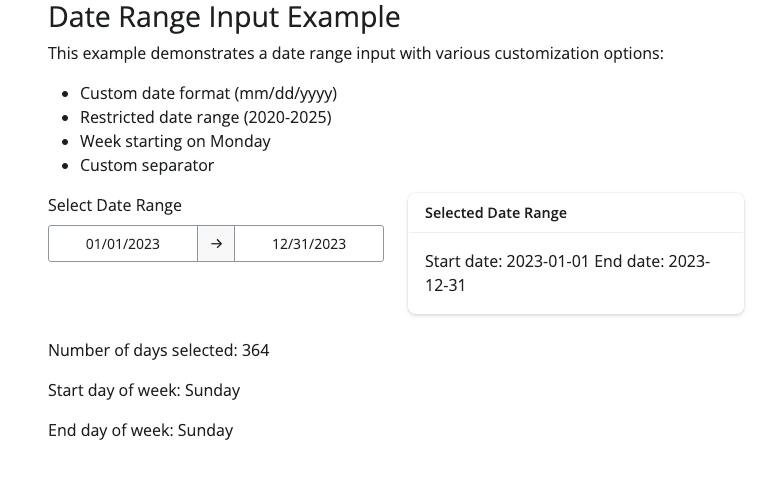 Date Range Input Example
This example demonstrates a date range input with various customization options:
Custom date format (mm/dd/yyyy)
Restricted date range (2020-2025)
Week starting on Monday
Custom separator
Select Date Range
01/01/2023 → 12/31/2023
Selected Date Range
Start date: 2023-01-01 End date: 2023-
12-31
Number of days selected: 364
Start day of week: Sunday
End day of week: Sunday